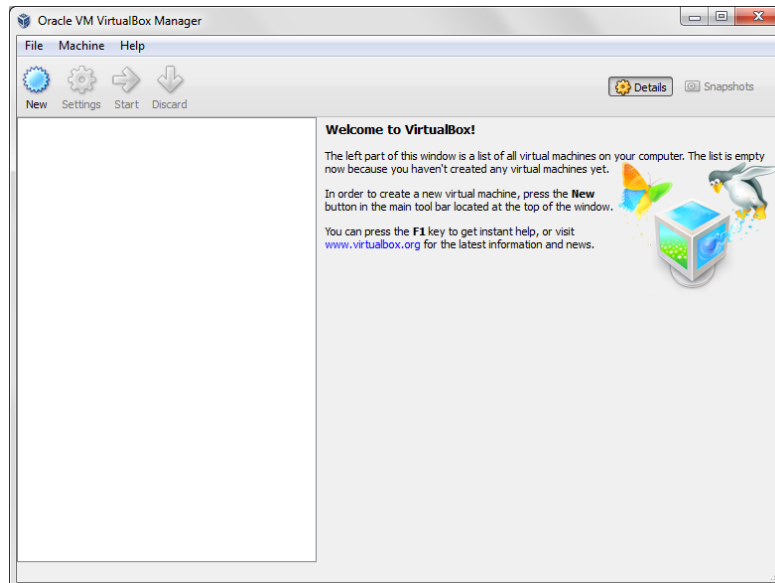 Oracle VM VirtualBox Manager
File Machine Help
New Settings Start Discard Details Snapshots
Welcome to VirtualBox!
The left part of this window is a list of all virtual machines on your computer. The list is empty
now because you haven't created any virtual machines yet.
In order to create a new virtual machine, press the New
button in the main tool bar located at the top of the window.
You can press the F1 key to get instant help, or visit
www.virtualbox.org for the latest information and news.